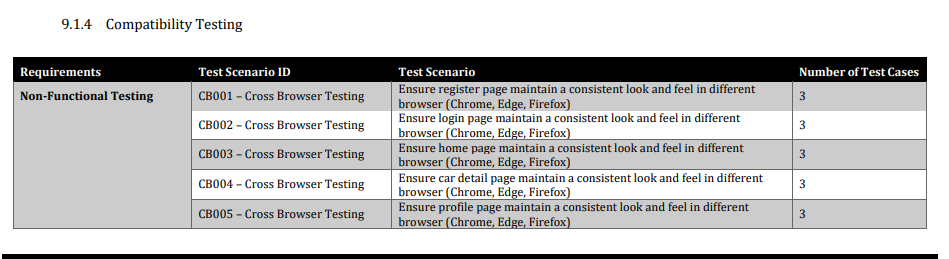 9.1.4 Compatibility Testing
Requirements Test Scenario ID Test Scenario Number of Test Cases
Non-Functional Testing CB001 – Cross Browser Testing Ensure register page maintain a consistent look and feel in different 3
browser (Chrome, Edge, Firefox)
CB002 – Cross Browser Testing Ensure login page maintain a consistent look and feel in different 3
browser (Chrome, Edge, Firefox)
CB003 – Cross Browser Testing Ensure home page maintain a consistent look and feel in different 3
browser (Chrome, Edge, Firefox)
CB004 – Cross Browser Testing Ensure car detail page maintain a consistent look and feel in different 3
browser (Chrome, Edge, Firefox)
CB005 – Cross Browser Testing Ensure profile page maintain a consistent look and feel in different 3
browser (Chrome, Edge, Firefox)